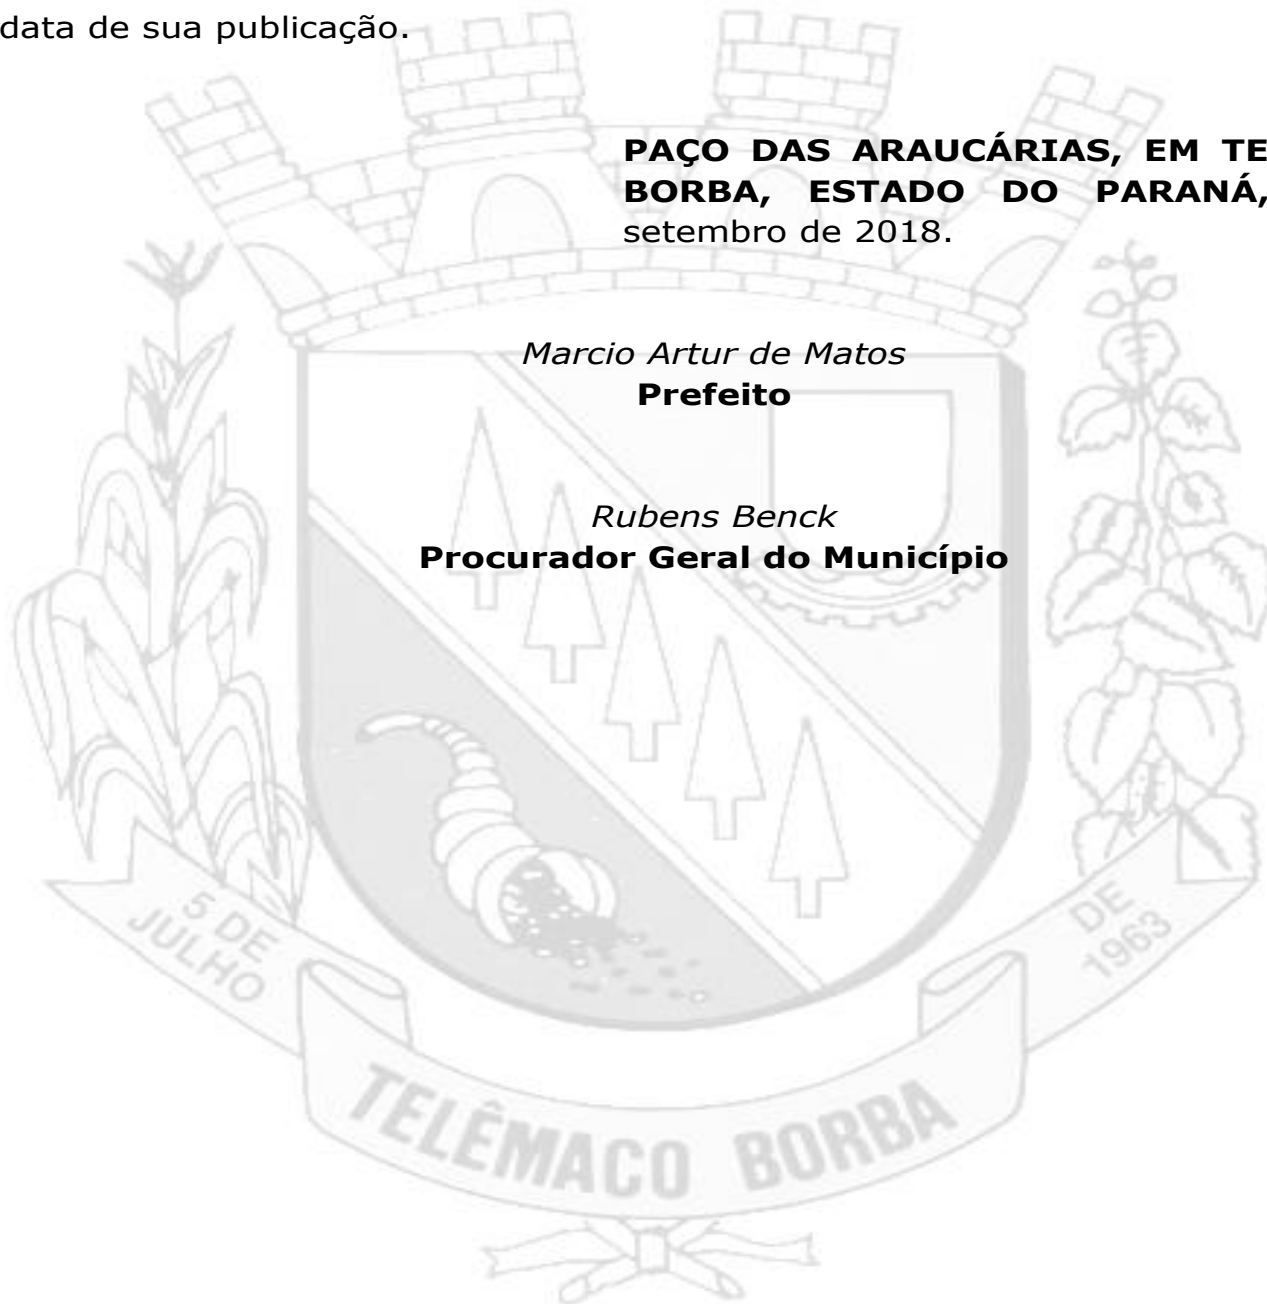 data de sua publicação.
PAÇO DAS ARAUCÁRIAS, EM TE
BORBA, ESTADO DO PARANÁ,
setembro de 2018.
Marcio Artur de Matos
Prefeito
Rubens Benck
Procurador Geral do Município
5 DE
JULHO
DE
1963
TELÊMACO BORBA